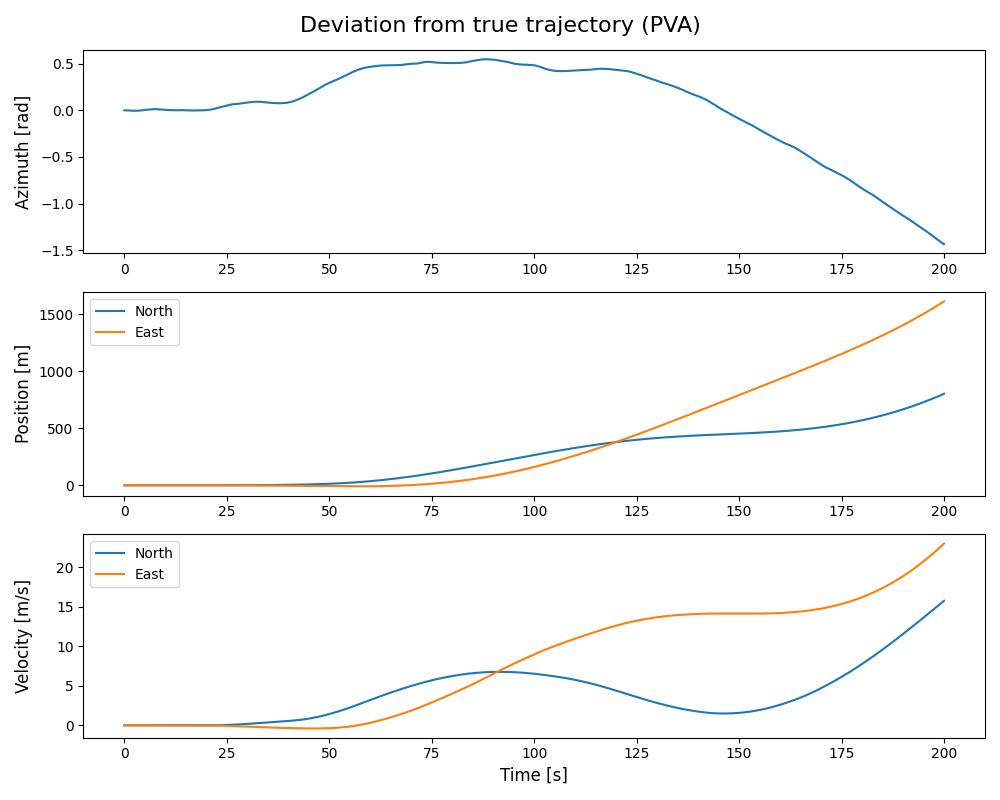 Deviation from true trajectory (PVA)
0.5
0.0
−0.5
−1.0
−1.5
Azimuth [rad]
0 25 50 75 100 125 150 175 200
North
East
1500
1000
500
0
Position [m]
0 25 50 75 100 125 150 175 200
North
East
20
15
10
5
0
Velocity [m/s]
0 25 50 75 100 125 150 175 200
Time [s]